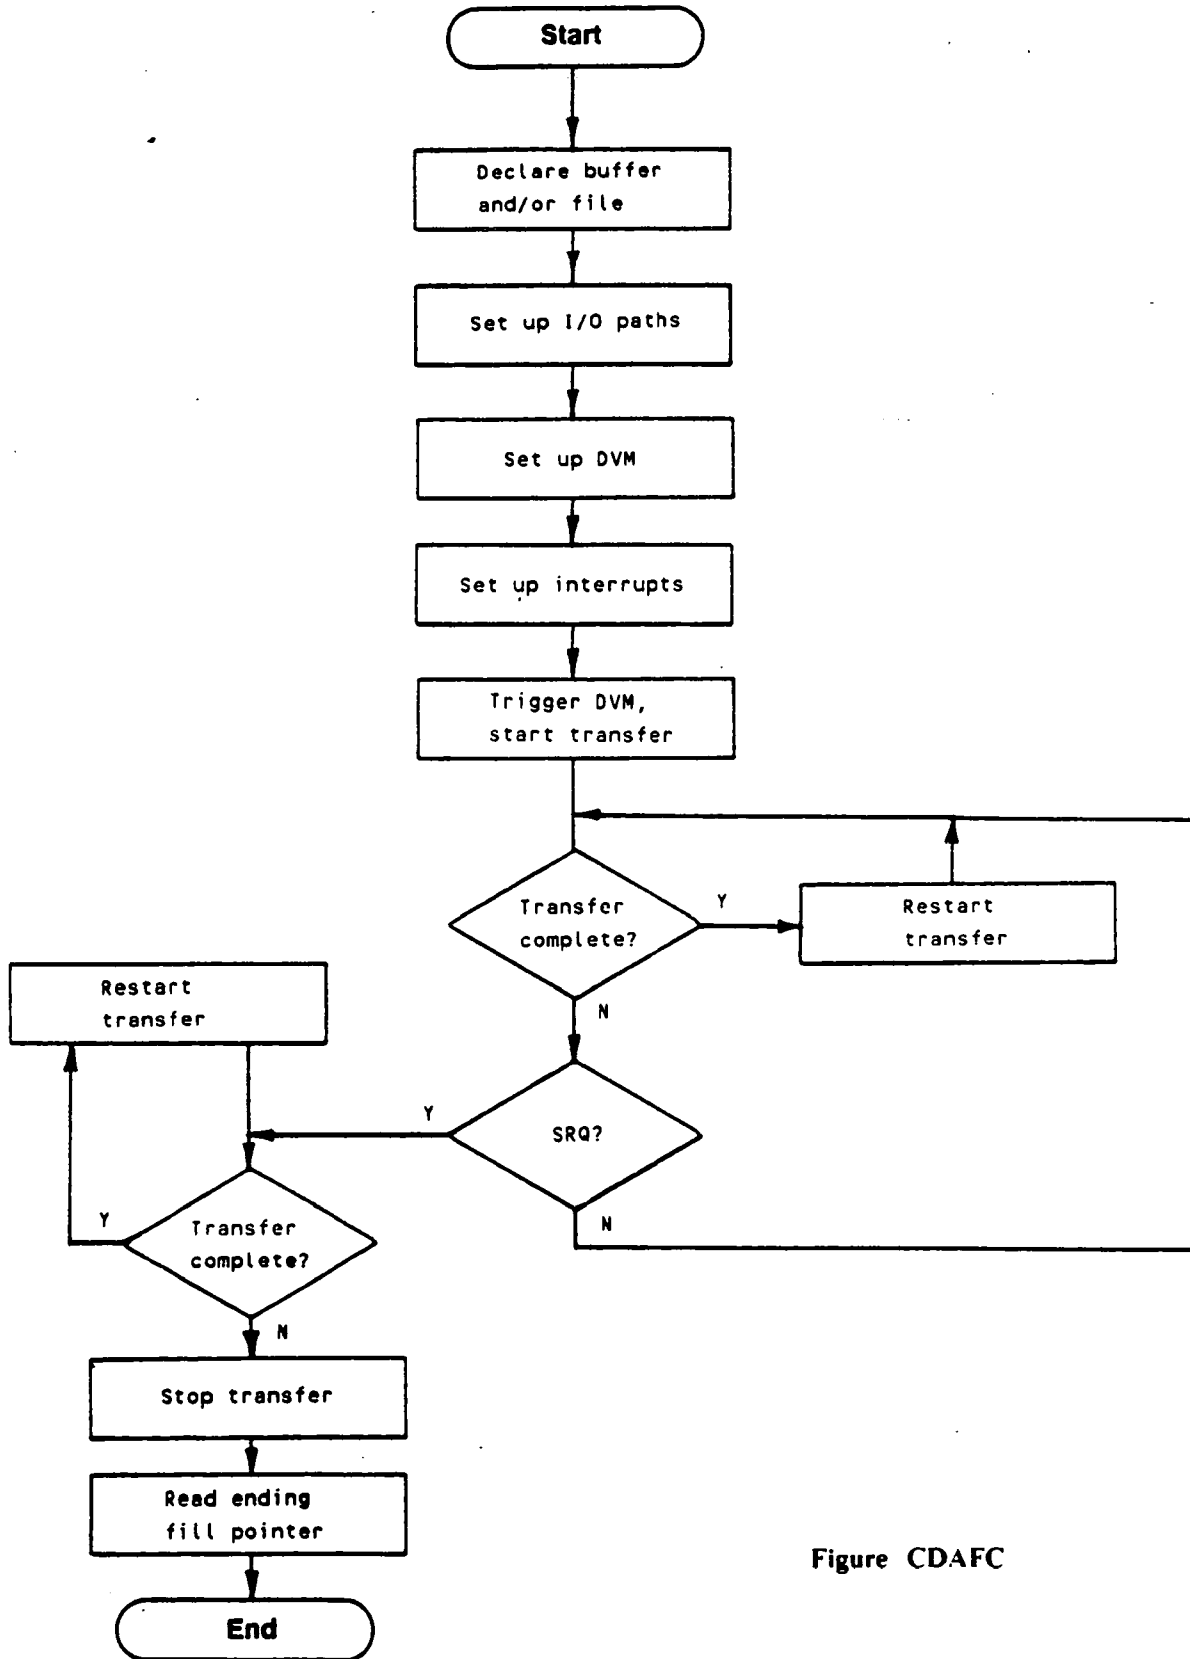 Start
Declare buffer
and/or file
Set up I/O paths
Set up DVM
Set up interrupts
Trigger DVM,
start transfer
Transfer
complete?
Y
Restart
transfer
N
Restart
transfer
SRQ?
Y
N
Transfer
complete?
Y
N
Stop transfer
Read ending
fill pointer
End
Figure CDAFC